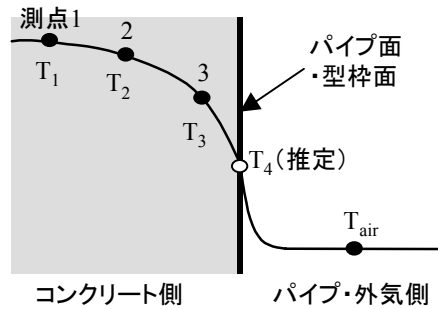 測点1
2
3
T1
T2
T3
パイプ面
・型枠面
T4(推定)
Tair
コンクリート側
パイプ・外気側